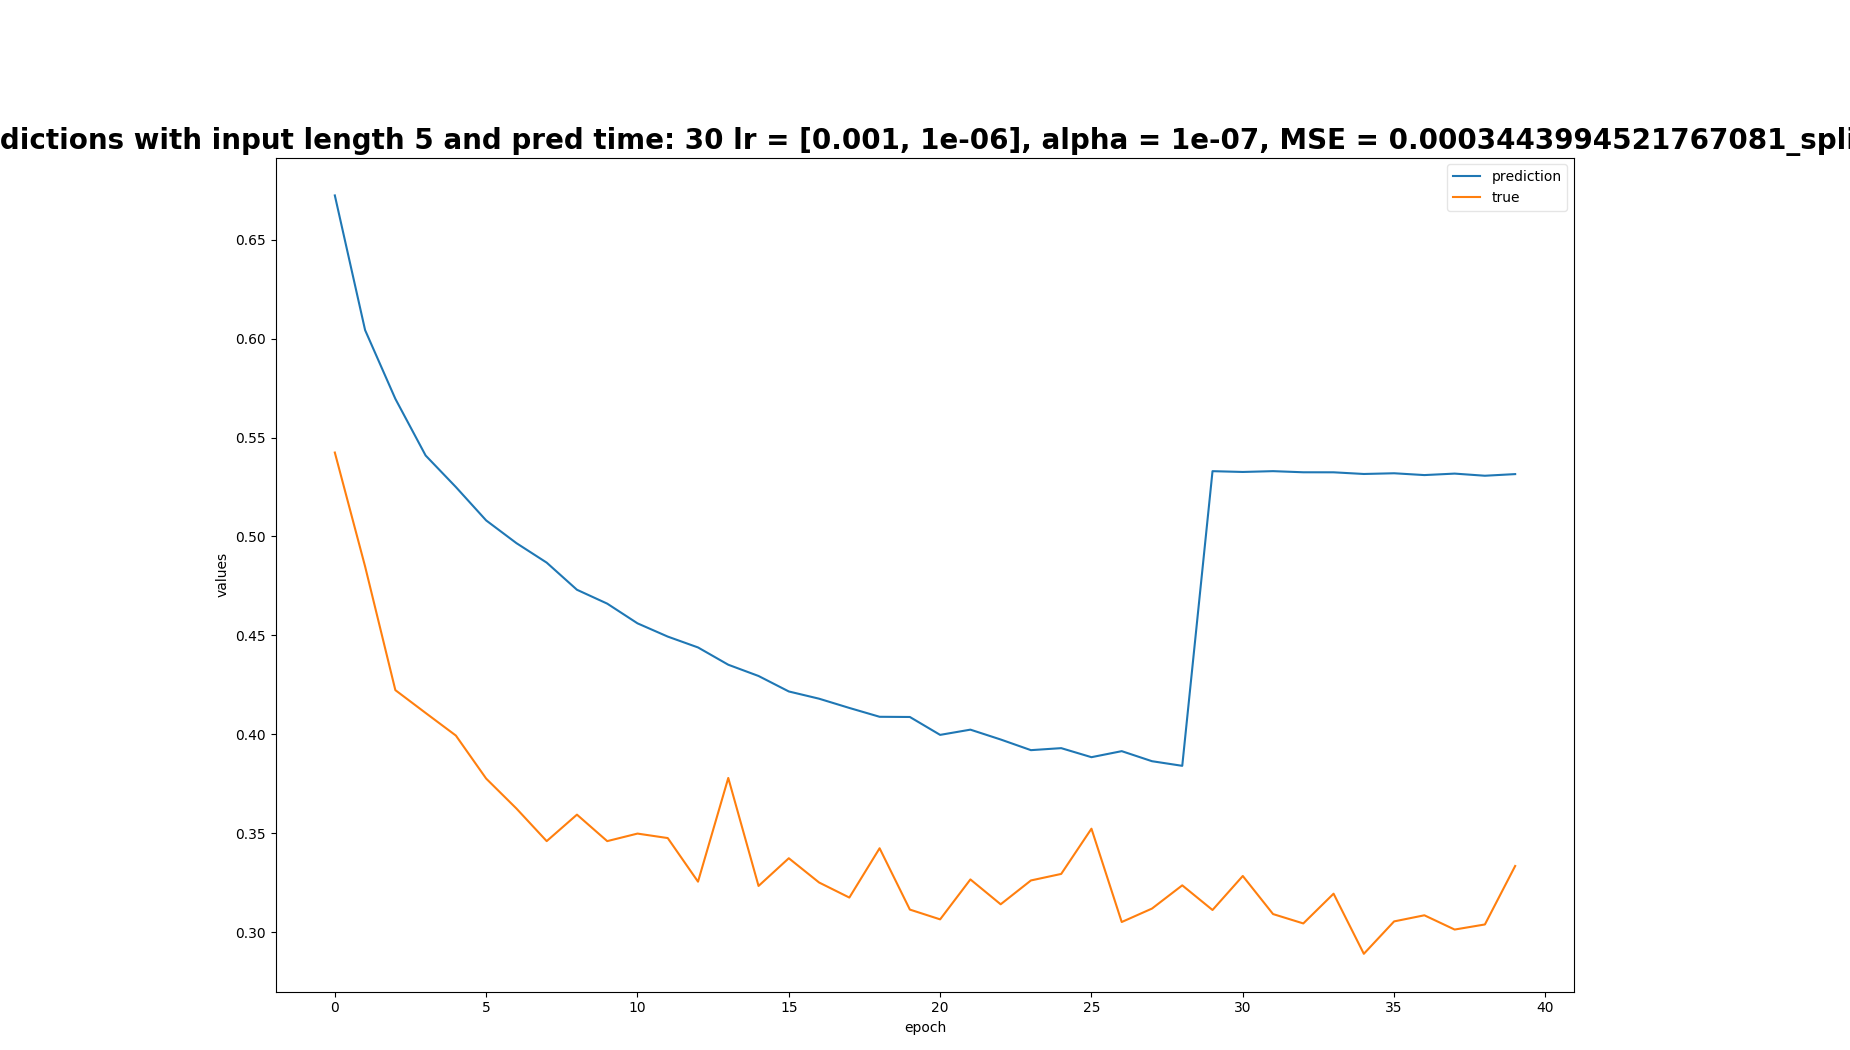 dictions with input length 5 and pred time: 30 lr = [0.001, 1e-06], alpha = 1e-07, MSE = 0.0003443994521767081_spli
prediction
true
0.65
0.60
0.55
0.50
0.45
0.40
0.35
0.30
values
0 5 10 15 20 25 30 35 40
epoch